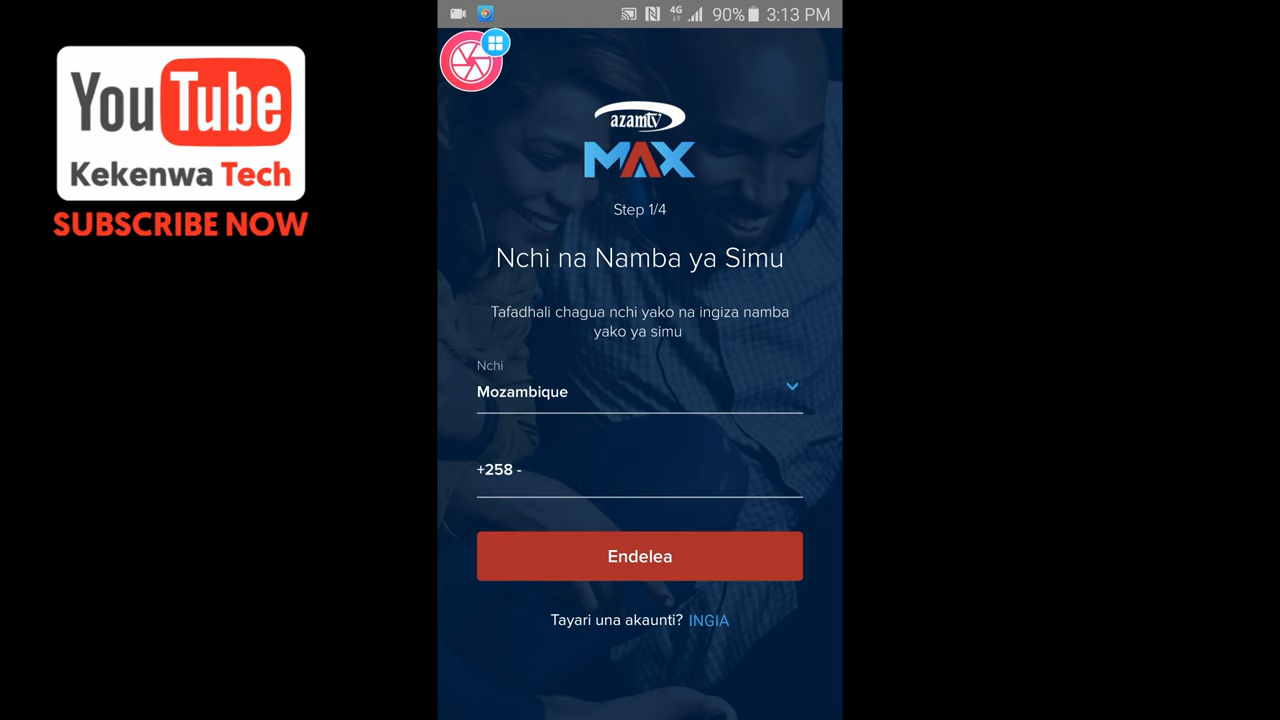 YouTube
Kekenwa Tech
SUBSCRIBE NOW
4G 90% 3:13 PM
azamtv
MAX
Step 1/4
Nchi na Namba ya Simu
Tafadhali chagua nchi yako na ingiza namba
yako ya simu
Nchi
Mozambique
+258 -
Endelea
Tayari una akaunti? INGIA